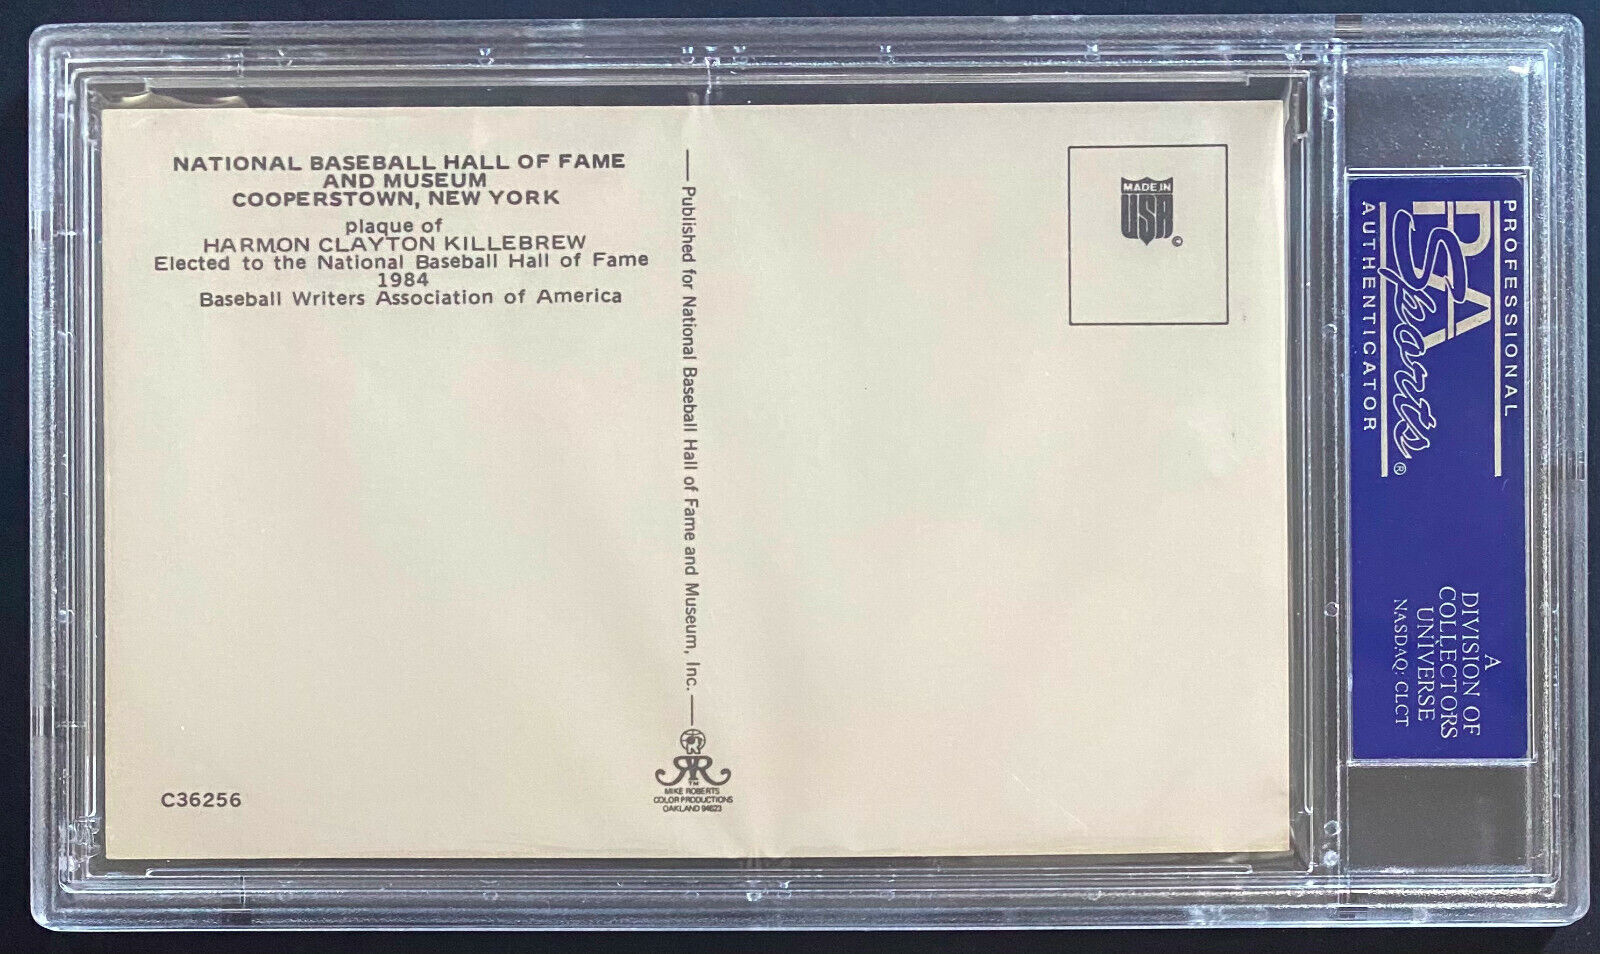 NATIONAL BASEBALL HALL OF FAME
AND MUSEUM
COOPERSTOWN, NEW YORK
plaque of
HARMON CLAYTON KILLEBREW
Elected to the National Baseball Hall of Fame
1984
Baseball Writers Association of America
C36256
Published for National Baseball Hall of Fame and Museum, Inc.
RR
TM
MIKE ROBERTS
COLOR PRODUCTIONS
OAKLAND 94623
MADE IN
USA
©
PROFESSIONAL
PSA
Sports®
AUTHENTICATOR
A
DIVISION OF
COLLECTORS
UNIVERSE
NASDAQ: CLCT